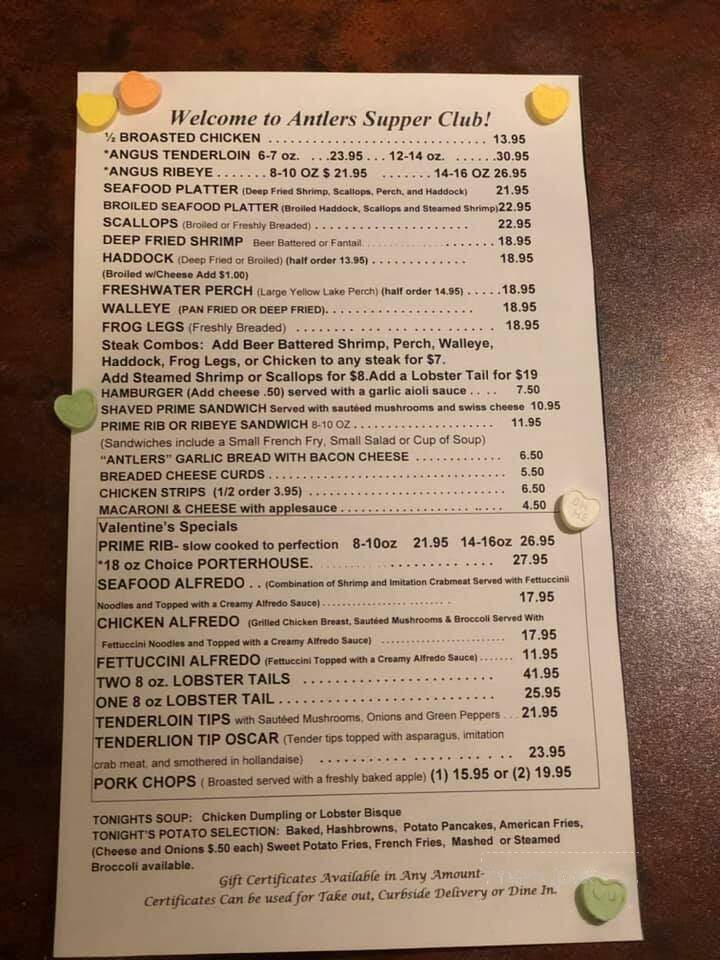 Welcome to Antlers Supper Club!
½ BROASTED CHICKEN . . . . . . . . . . . . . . . . . . . . . . . . . . . . 13.95
*ANGUS TENDERLOIN 6-7 oz. . . .23.95 . . . 12-14 oz. . . . . . .30.95
*ANGUS RIBEYE . . . . . . . 8-10 OZ $ 21.95 . . . . . . . 14-16 OZ 26.95
SEAFOOD PLATTER (Deep Fried Shrimp, Scallops, Perch, and Haddock) 21.95
BROILED SEAFOOD PLATTER (Broiled Haddock, Scallops and Steamed Shrimp)22.95
SCALLOPS (Broiled or Freshly Breaded) . . . . . . . . . . . . . . . . . . . . . . 22.95
DEEP FRIED SHRIMP Beer Battered or Fantail. . . . . . . . . . . . . . . . . . . . 18.95
HADDOCK (Deep Fried or Broiled) (half order 13.95) . . . . . . . . . . . . . 18.95
(Broiled w/Cheese Add $1.00)
FRESHWATER PERCH (Large Yellow Lake Perch) (half order 14.95) . . . . .18.95
WALLEYE (PAN FRIED OR DEEP FRIED). . . . . . . . . . . . . . . . . . . . 18.95
FROG LEGS (Freshly Breaded) . . . . . . . . . . . . . . . . . . . . . . . . . 18.95
Steak Combos: Add Beer Battered Shrimp, Perch, Walleye,
Haddock, Frog Legs, or Chicken to any steak for $7.
Add Steamed Shrimp or Scallops for $8.Add a Lobster Tail for $19
HAMBURGER (Add cheese .50) served with a garlic aioli sauce . . . . 7.50
SHAVED PRIME SANDWICH Served with sautéed mushrooms and swiss cheese 10.95
PRIME RIB OR RIBEYE SANDWICH 8-10 OZ . . . . . . . . . . . . . . . . . . . . 11.95
(Sandwiches include a Small French Fry, Small Salad or Cup of Soup)
“ANTLERS” GARLIC BREAD WITH BACON CHEESE . . . . . . . . . . . . 6.50
BREADED CHEESE CURDS . . . . . . . . . . . . . . . . . . . . . . . . . . . . . . . . . 5.50
CHICKEN STRIPS (1/2 order 3.95) . . . . . . . . . . . . . . . . . . . . . . . . . . . 6.50
MACARONI & CHEESE with applesauce . . . . . . . . . . . . . . . . . . . .. . . . 4.50
Valentine’s Specials
PRIME RIB- slow cooked to perfection 8-10oz 21.95 14-16oz 26.95
*18 oz Choice PORTERHOUSE. . . . . . . . . . . . . . . . . . . . . . . 27.95
SEAFOOD ALFREDO . . (Combination of Shrimp and Imitation Crabmeat Served with Fettuccinii
Noodles and Topped with a Creamy Alfredo Sauce) . . . . . . . . . . . . . . . . . . . . . . . . . 17.95
CHICKEN ALFREDO (Grilled Chicken Breast, Sautéed Mushrooms & Broccoli Served With
Fettuccini Noodles and Topped with a Creamy Alfredo Sauce) . . . . . . . . . . . . . . . . . . . . . . . 17.95
FETTUCCINI ALFREDO (Fettuccini Topped with a Creamy Alfredo Sauce) . . . . . . . 11.95
TWO 8 oz. LOBSTER TAILS . . . . . . . . . . . . . . . . . . . . . . . . 41.95
ONE 8 oz LOBSTER TAIL . . . . . . . . . . . . . . . . . . . . . . . . . . . 25.95
TENDERLOIN TIPS with Sautéed Mushrooms, Onions and Green Peppers . . . 21.95
TENDERLION TIP OSCAR (Tender tips topped with asparagus, imitation
crab meat, and smothered in hollandaise) . . . . . . . . . . . . . . . . . . . . . . 23.95
PORK CHOPS ( Broasted served with a freshly baked apple) (1) 15.95 or (2) 19.95
TONIGHTS SOUP: Chicken Dumpling or Lobster Bisque
TONIGHT’S POTATO SELECTION: Baked, Hashbrowns, Potato Pancakes, American Fries,
(Cheese and Onions $.50 each) Sweet Potato Fries, French Fries, Mashed or Steamed
Broccoli available.
Gift Certificates Available in Any Amount-
Certificates Can be used for Take out, Curbside Delivery or Dine In.